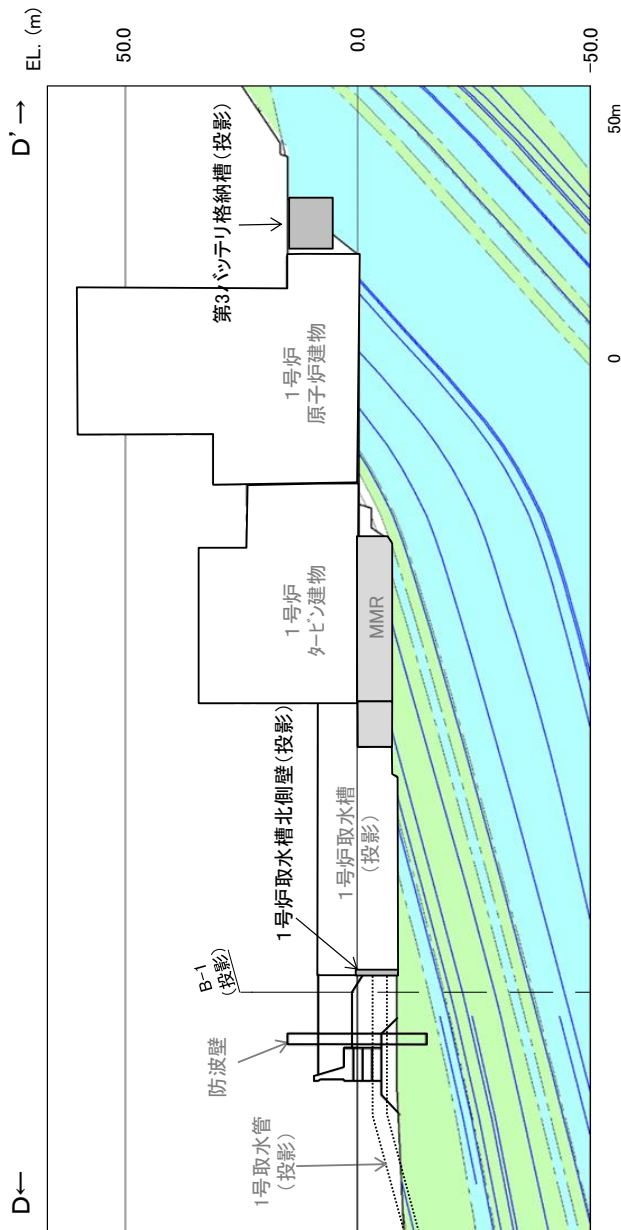 D←
D'→
EL. (m)
50.0
0.0
-50.0
0
50m
1号取水管
(投影)
防波壁
B-1
(投影)
1号炉取水槽北側壁(投影)
1号炉取水槽
(投影)
MMR
1号炉
タービン建物
1号炉
原子炉建物
第3バッテリ格納槽(投影)